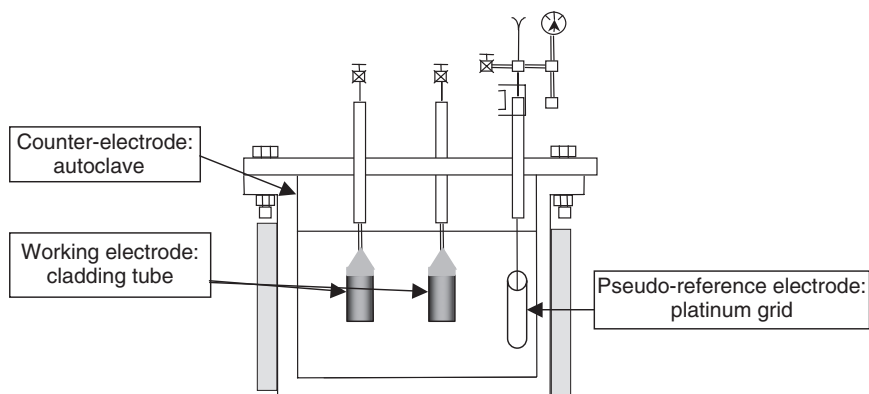 Counter-electrode:
autoclave
Working electrode:
cladding tube
Pseudo-reference electrode:
platinum grid